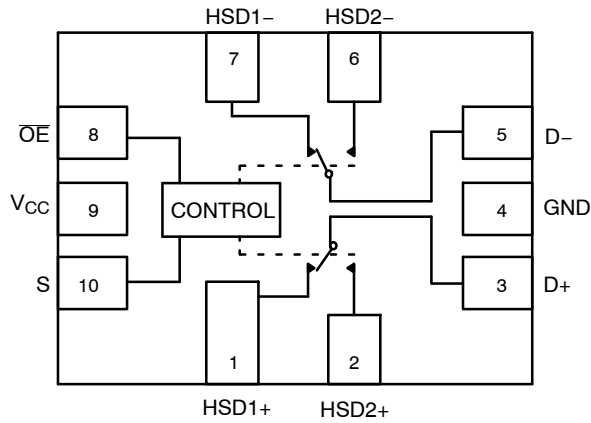 HSD1− HSD2−
7 6
OE 8 5 D−
VCC 9 CONTROL 4 GND
S 10 3 D+
1 2
HSD1+ HSD2+